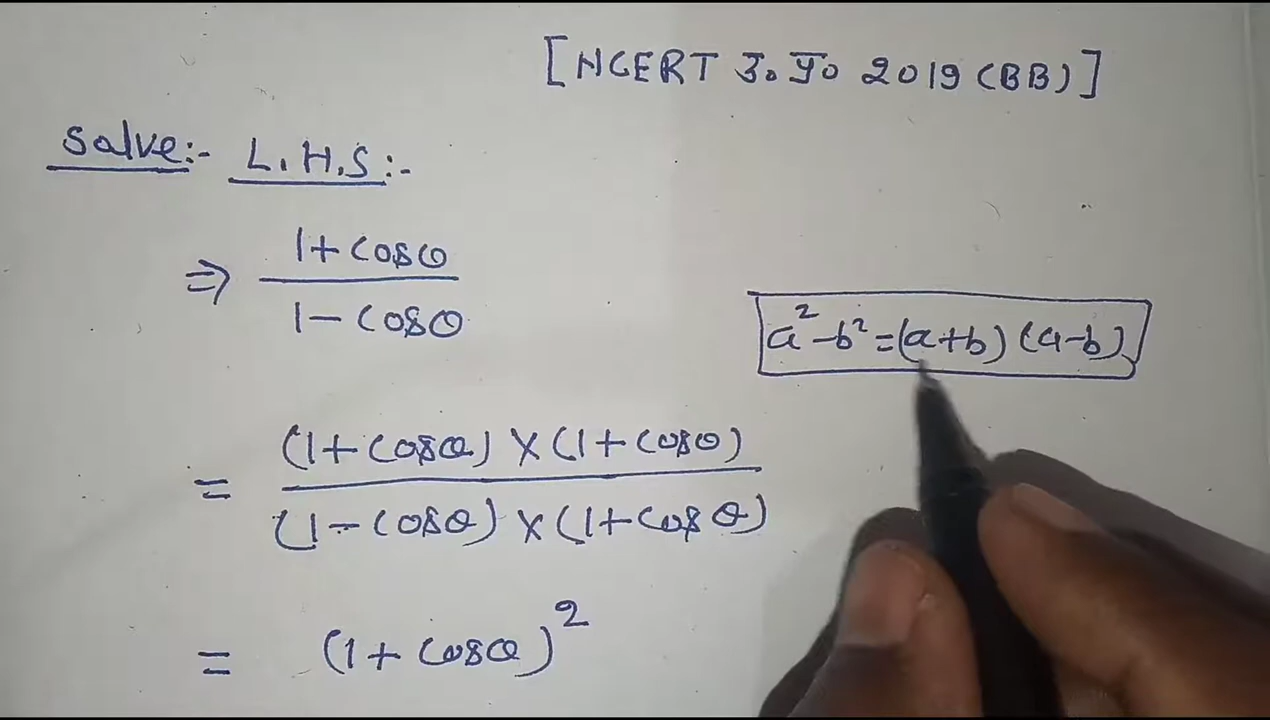 [NCERT उ० प्र० 2019 (BB)]
Solve:- L.H.S:-
⇒ 1+cosθ
1-cosθ
a²-b²=(a+b)(a-b)
= (1+cosθ)×(1+cosθ)
(1-cosθ)×(1+cosθ)
= (1+cosθ)²